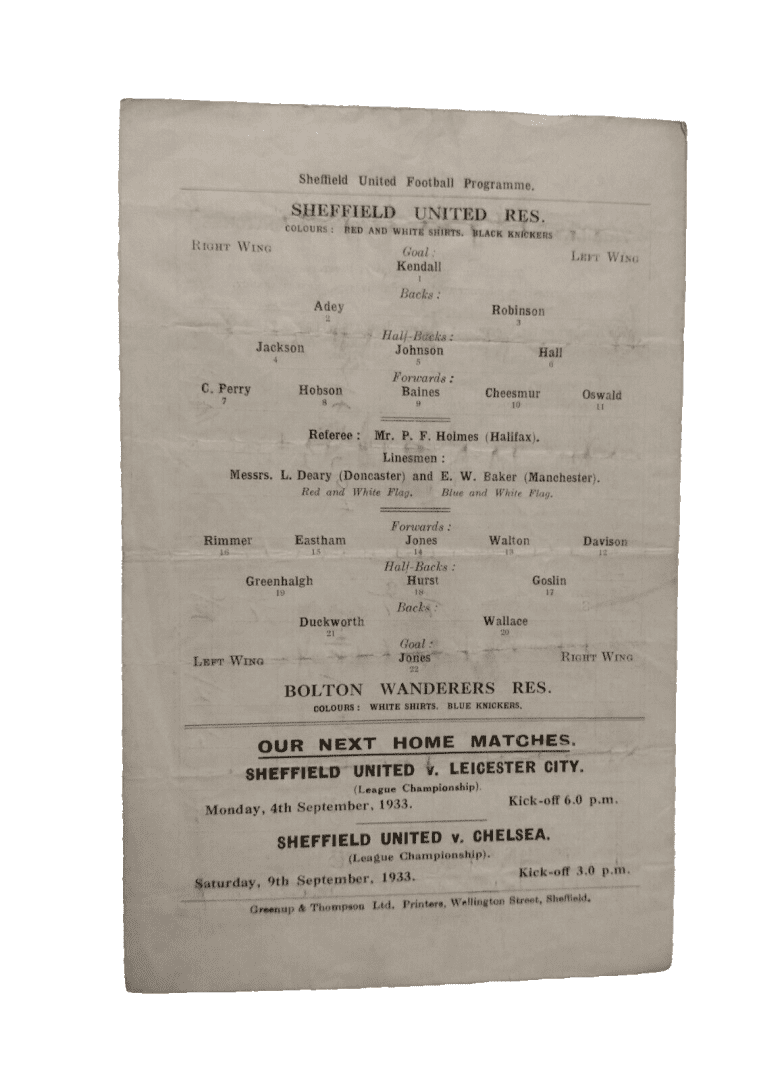 Sheffield United Football Programme.
SHEFFIELD UNITED RES.
COLOURS: RED AND WHITE SHIRTS. BLACK KNICKERS
RIGHT WING Goal: LEFT WING
Kendall
1
Backs:
Adey Robinson
2 3
Half-Backs:
Jackson Johnson Hall
4 5 6
Forwards:
C. Perry Hobson Baines Cheesmur Oswald
7 8 9 10 11
Referee: Mr. P. F. Holmes (Halifax).
Linesmen:
Messrs. L. Deary (Doncaster) and E. W. Baker (Manchester).
Red and White Flag. Blue and White Flag.
Forwards:
Rimmer Eastham Jones Walton Davison
16 15 14 13 12
Half-Backs:
Greenhalgh Hurst Goslin
19 18 17
Backs:
Duckworth Wallace
21 20
Goal:
LEFT WING Jones RIGHT WING
22
BOLTON WANDERERS RES.
COLOURS: WHITE SHIRTS. BLUE KNICKERS.
OUR NEXT HOME MATCHES.
SHEFFIELD UNITED v. LEICESTER CITY.
(League Championship).
Monday, 4th September, 1933. Kick-off 6.0 p.m.
SHEFFIELD UNITED v. CHELSEA.
(League Championship).
Saturday, 9th September, 1933. Kick-off 3.0 p.m.
Greenup & Thompson Ltd. Printers, Wellington Street, Sheffield.